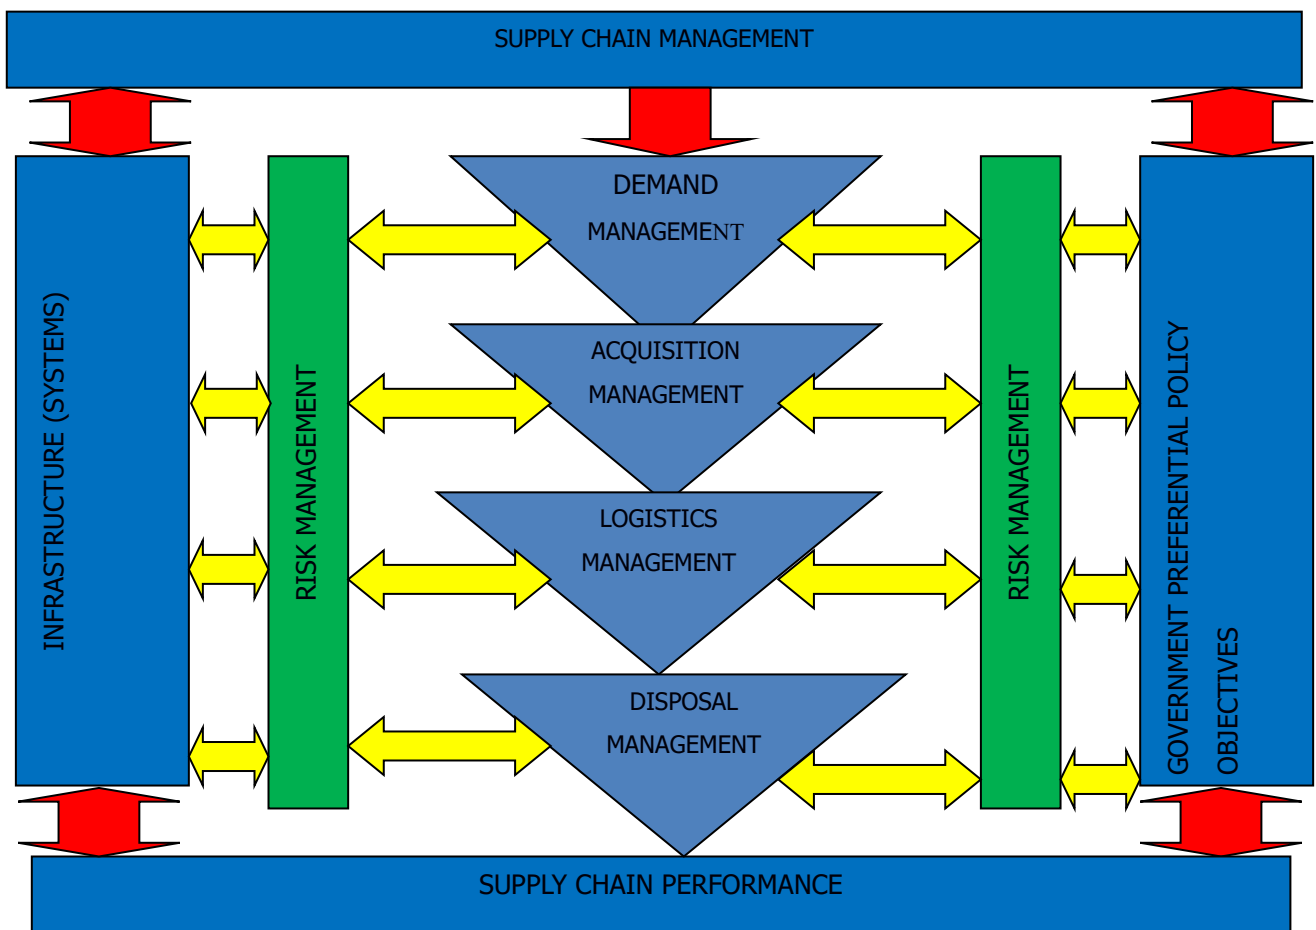 SUPPLY CHAIN MANAGEMENT
INFRASTRUCTURE (SYSTEMS)
RISK MANAGEMENT
DEMAND
MANAGEMENT
ACQUISITION
MANAGEMENT
LOGISTICS
MANAGEMENT
DISPOSAL
MANAGEMENT
RISK MANAGEMENT
GOVERNMENT PREFERENTIAL POLICY
OBJECTIVES
SUPPLY CHAIN PERFORMANCE